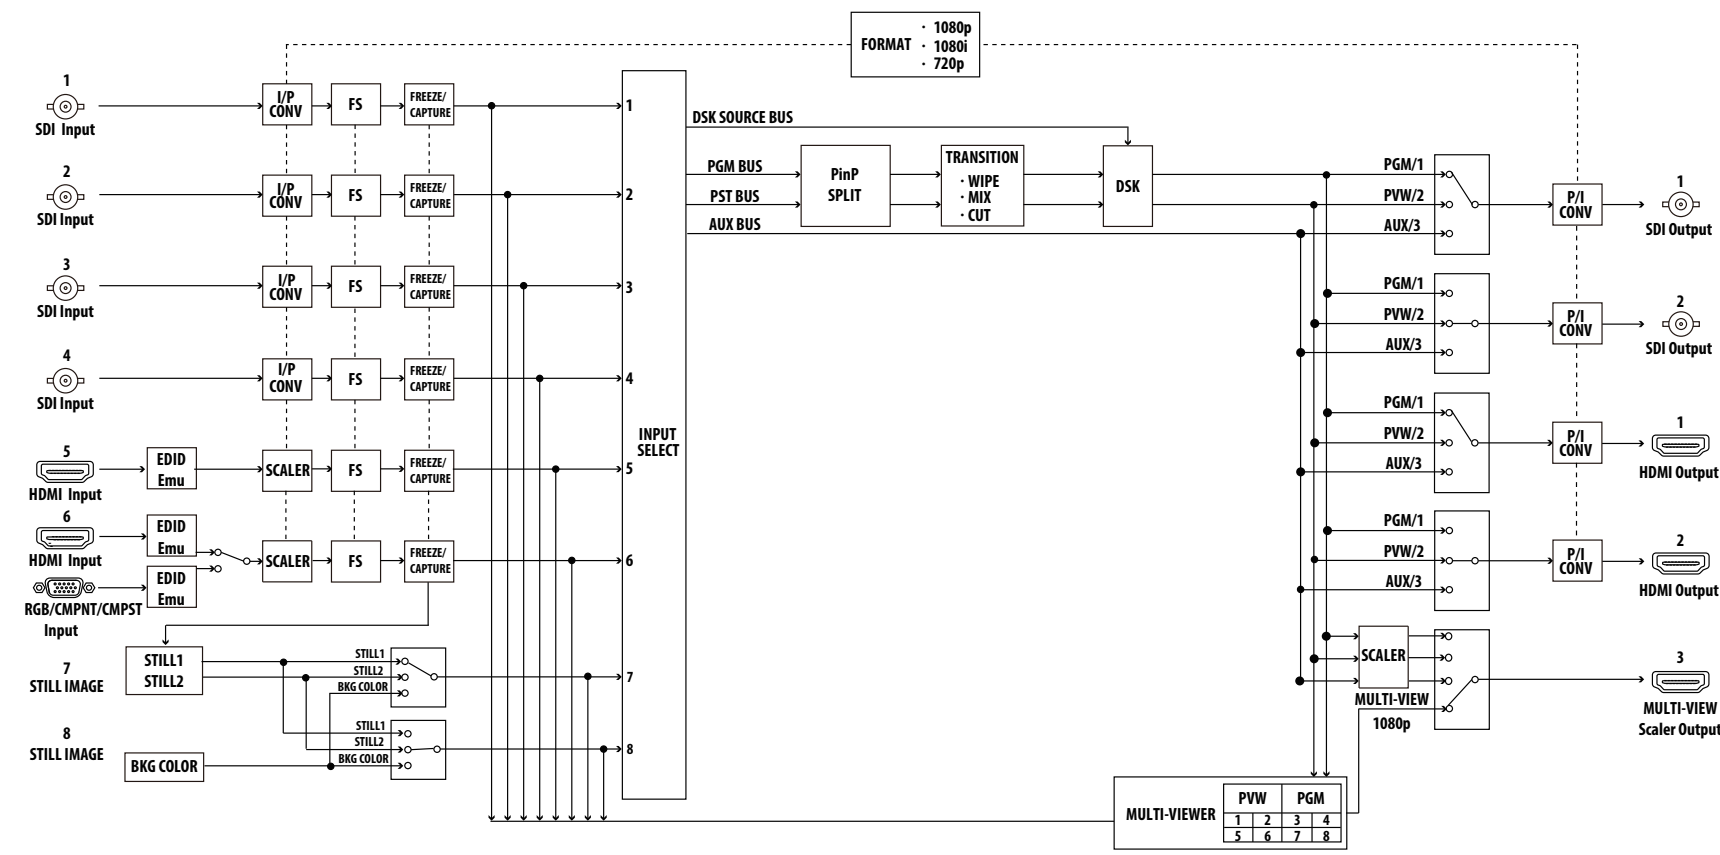 FORMAT
· 1080p
· 1080i
· 720p
1
SDI Input
I/P
CONV
FS
FREEZE/
CAPTURE
1
2
SDI Input
I/P
CONV
FS
FREEZE/
CAPTURE
2
3
SDI Input
I/P
CONV
FS
FREEZE/
CAPTURE
3
4
SDI Input
I/P
CONV
FS
FREEZE/
CAPTURE
4
5
HDMI Input
EDID
Emu
SCALER
FS
FREEZE/
CAPTURE
5
6
HDMI Input
EDID
Emu
RGB/CMPNT/CMPST
Input
EDID
Emu
SCALER
FS
FREEZE/
CAPTURE
6
7
STILL IMAGE
STILL1
STILL2
STILL1
STILL2
BKG COLOR
7
8
STILL IMAGE
BKG COLOR
STILL1
STILL2
BKG COLOR
8
INPUT
SELECT
DSK SOURCE BUS
PGM BUS
PST BUS
AUX BUS
PinP
SPLIT
TRANSITION
· WIPE
· MIX
· CUT
DSK
PGM/1
PVW/2
AUX/3
P/I
CONV
1
SDI Output
PGM/1
PVW/2
AUX/3
P/I
CONV
2
SDI Output
PGM/1
PVW/2
AUX/3
P/I
CONV
1
HDMI Output
PGM/1
PVW/2
AUX/3
P/I
CONV
2
HDMI Output
SCALER
MULTI-VIEW
1080p
3
MULTI-VIEW
Scaler Output
MULTI-VIEWER
PVW PGM
1 2 3 4
5 6 7 8